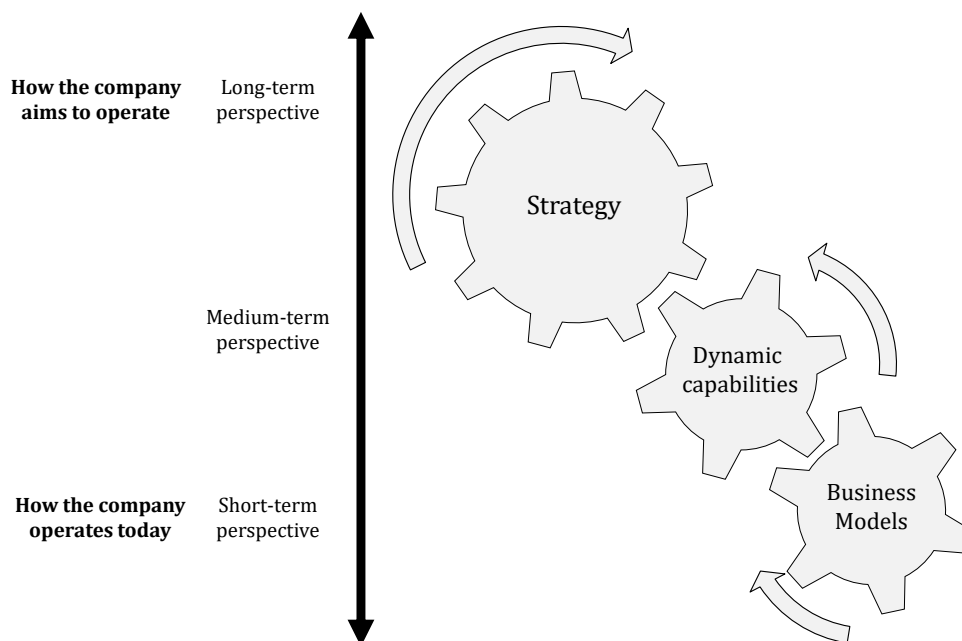 How the company
aims to operate
Long-term
perspective
Strategy
Medium-term
perspective
Dynamic
capabilities
How the company
operates today
Short-term
perspective
Business
Models